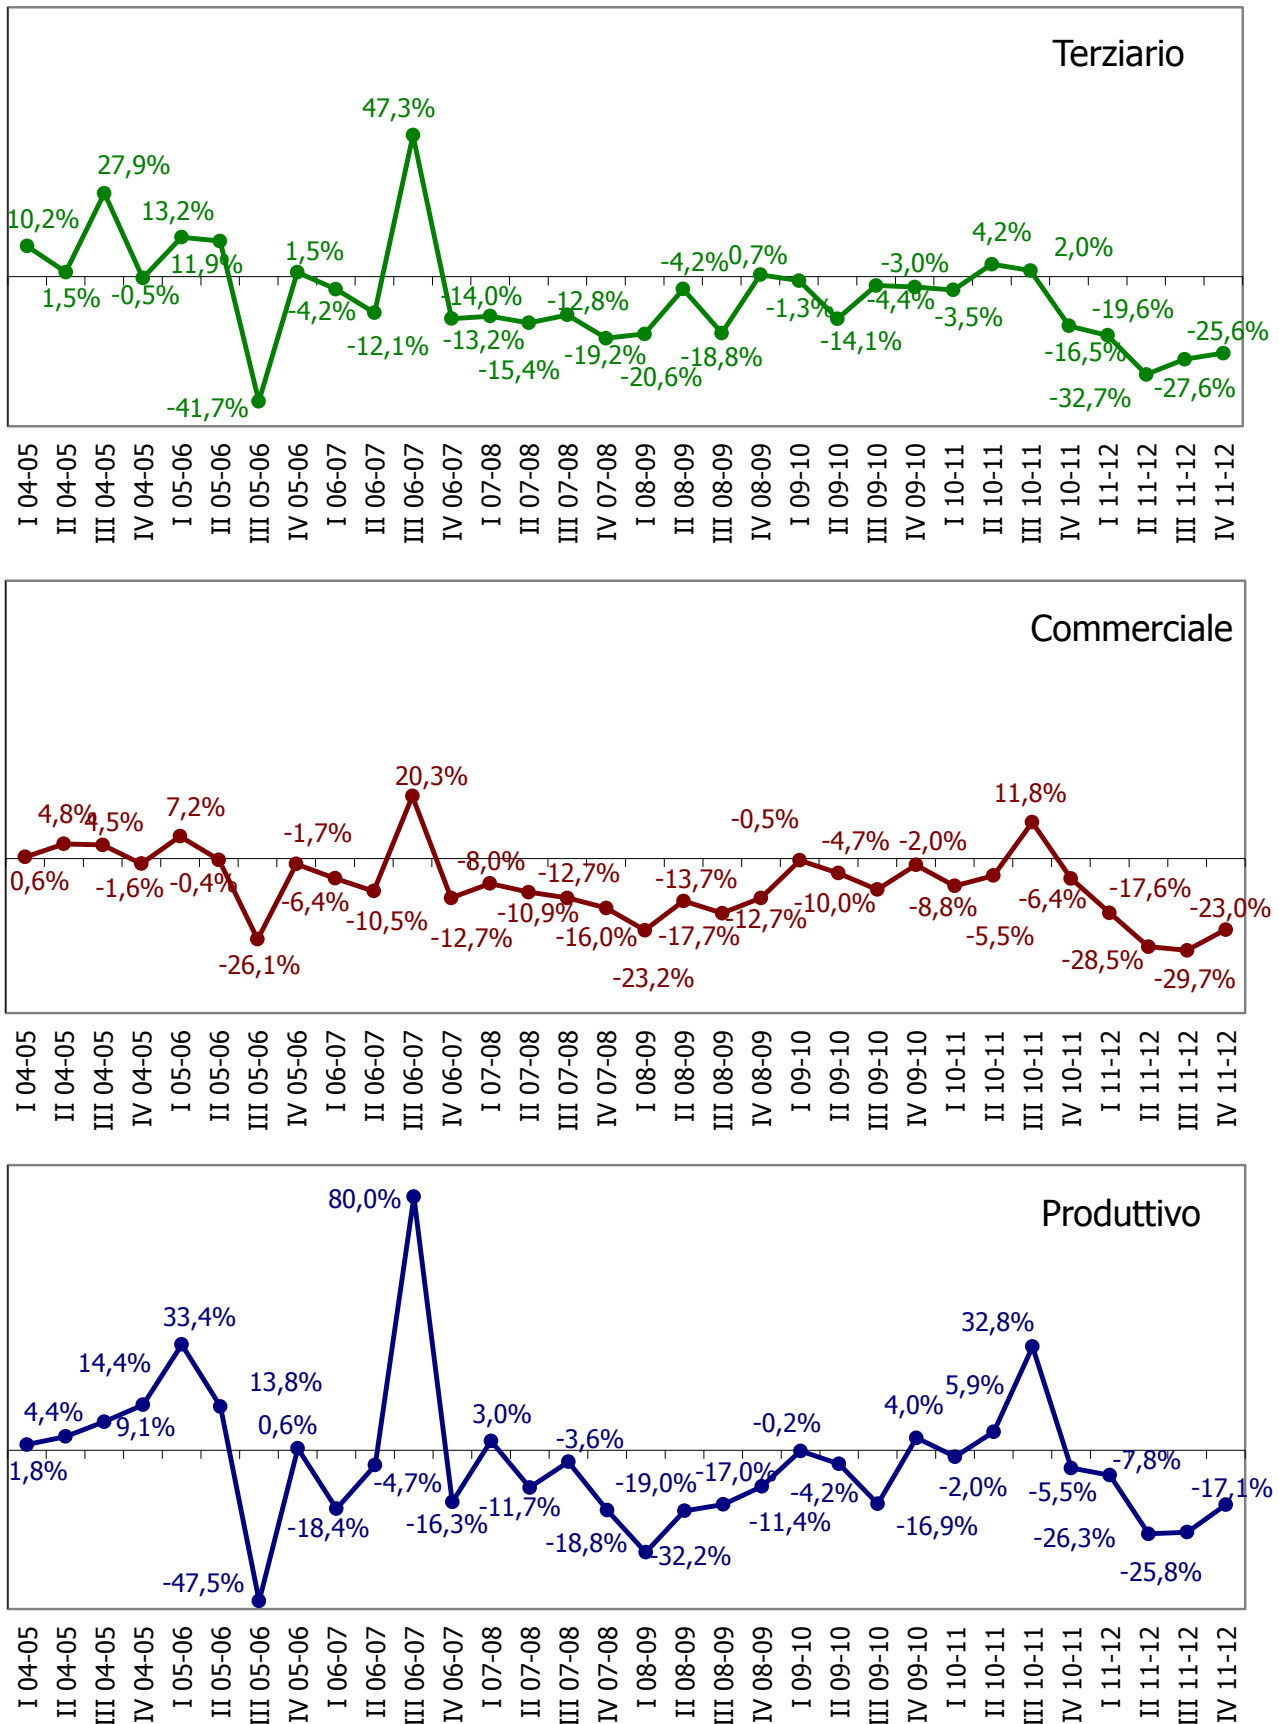 Terziario
47,3%
27,9%
10,2%
13,2%
11,9%
1,5%
-0,5%
1,5%
-4,2%
-12,1%
-41,7%
-14,0%
-13,2%
-15,4%
-12,8%
-19,2%
-20,6%
-4,2%
-18,8%
0,7%
-1,3%
-14,1%
-3,0%
-4,4%
-3,5%
4,2%
2,0%
-16,5%
-19,6%
-32,7%
-27,6%
-25,6%
I 04-05
II 04-05
III 04-05
IV 04-05
I 05-06
II 05-06
III 05-06
IV 05-06
I 06-07
II 06-07
III 06-07
IV 06-07
I 07-08
II 07-08
III 07-08
IV 07-08
I 08-09
II 08-09
III 08-09
IV 08-09
I 09-10
II 09-10
III 09-10
IV 09-10
I 10-11
II 10-11
III 10-11
IV 10-11
I 11-12
II 11-12
III 11-12
IV 11-12
Commerciale
0,6%
4,8%
4,5%
-1,6%
7,2%
-0,4%
-26,1%
-1,7%
-6,4%
-10,5%
20,3%
-12,7%
-8,0%
-10,9%
-12,7%
-16,0%
-23,2%
-13,7%
-17,7%
-12,7%
-0,5%
-4,7%
-10,0%
-2,0%
-8,8%
-5,5%
11,8%
-6,4%
-17,6%
-28,5%
-29,7%
-23,0%
I 04-05
II 04-05
III 04-05
IV 04-05
I 05-06
II 05-06
III 05-06
IV 05-06
I 06-07
II 06-07
III 06-07
IV 06-07
I 07-08
II 07-08
III 07-08
IV 07-08
I 08-09
II 08-09
III 08-09
IV 08-09
I 09-10
II 09-10
III 09-10
IV 09-10
I 10-11
II 10-11
III 10-11
IV 10-11
I 11-12
II 11-12
III 11-12
IV 11-12
Produttivo
1,8%
4,4%
9,1%
14,4%
33,4%
13,8%
-47,5%
0,6%
-18,4%
-4,7%
80,0%
-16,3%
3,0%
-11,7%
-3,6%
-18,8%
-32,2%
-19,0%
-17,0%
-11,4%
-0,2%
-4,2%
-16,9%
4,0%
-2,0%
5,9%
32,8%
-5,5%
-7,8%
-26,3%
-25,8%
-17,1%
I 04-05
II 04-05
III 04-05
IV 04-05
I 05-06
II 05-06
III 05-06
IV 05-06
I 06-07
II 06-07
III 06-07
IV 06-07
I 07-08
II 07-08
III 07-08
IV 07-08
I 08-09
II 08-09
III 08-09
IV 08-09
I 09-10
II 09-10
III 09-10
IV 09-10
I 10-11
II 10-11
III 10-11
IV 10-11
I 11-12
II 11-12
III 11-12
IV 11-12